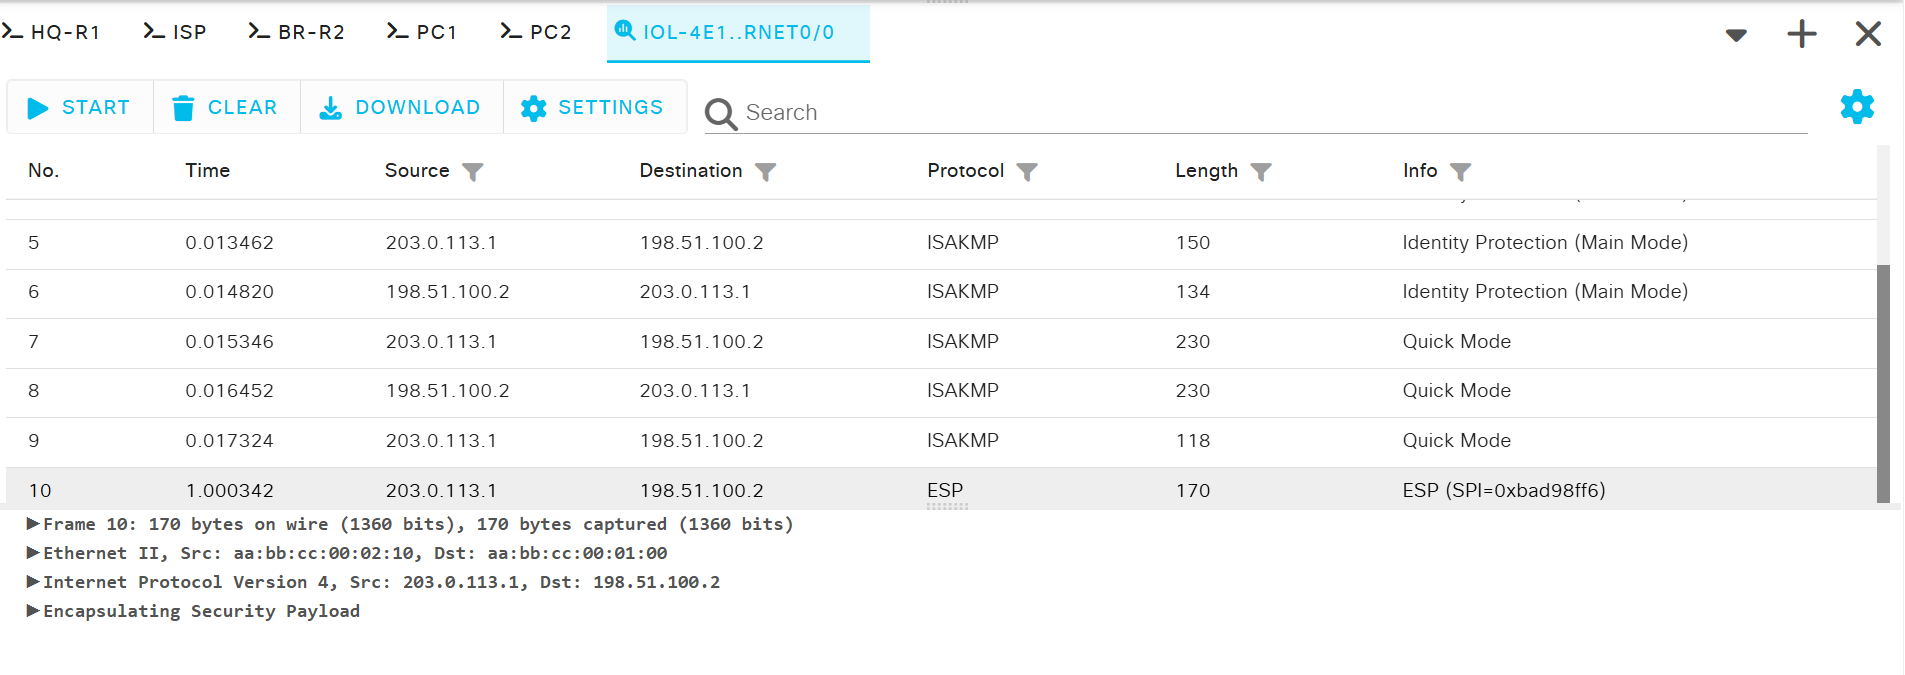 HQ-R1 ISP BR-R2 PC1 PC2 IOL-4E1..RNET0/0
START CLEAR DOWNLOAD SETTINGS Search
No. Time Source Destination Protocol Length Info
5 0.013462 203.0.113.1 198.51.100.2 ISAKMP 150 Identity Protection (Main Mode)
6 0.014820 198.51.100.2 203.0.113.1 ISAKMP 134 Identity Protection (Main Mode)
7 0.015346 203.0.113.1 198.51.100.2 ISAKMP 230 Quick Mode
8 0.016452 198.51.100.2 203.0.113.1 ISAKMP 230 Quick Mode
9 0.017324 203.0.113.1 198.51.100.2 ISAKMP 118 Quick Mode
10 1.000342 203.0.113.1 198.51.100.2 ESP 170 ESP (SPI=0xbad98ff6)
Frame 10: 170 bytes on wire (1360 bits), 170 bytes captured (1360 bits)
Ethernet II, Src: aa:bb:cc:00:02:10, Dst: aa:bb:cc:00:01:00
Internet Protocol Version 4, Src: 203.0.113.1, Dst: 198.51.100.2
Encapsulating Security Payload